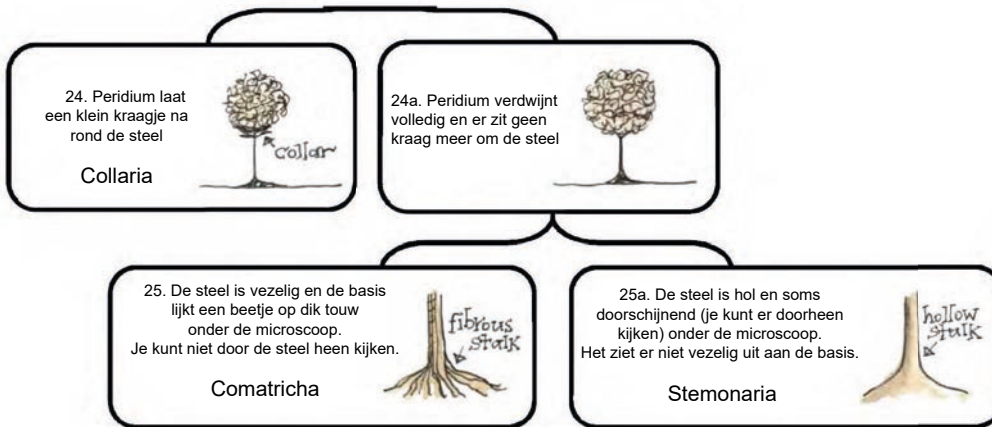 24. Peridium laat
een klein kraagje na
rond de steel
collar
Collaria
24a. Peridium verdwijnt
volledig en er zit geen
kraag meer om de steel
25. De steel is vezelig en de basis
lijkt een beetje op dik touw
onder de microscoop.
Je kunt niet door de steel heen kijken.
fibrous
stalk
Comatricha
25a. De steel is hol en soms
doorschijnend (je kunt er doorheen
kijken) onder de microscoop.
Het ziet er niet vezelig uit aan de basis.
hollow
stalk
Stemonaria